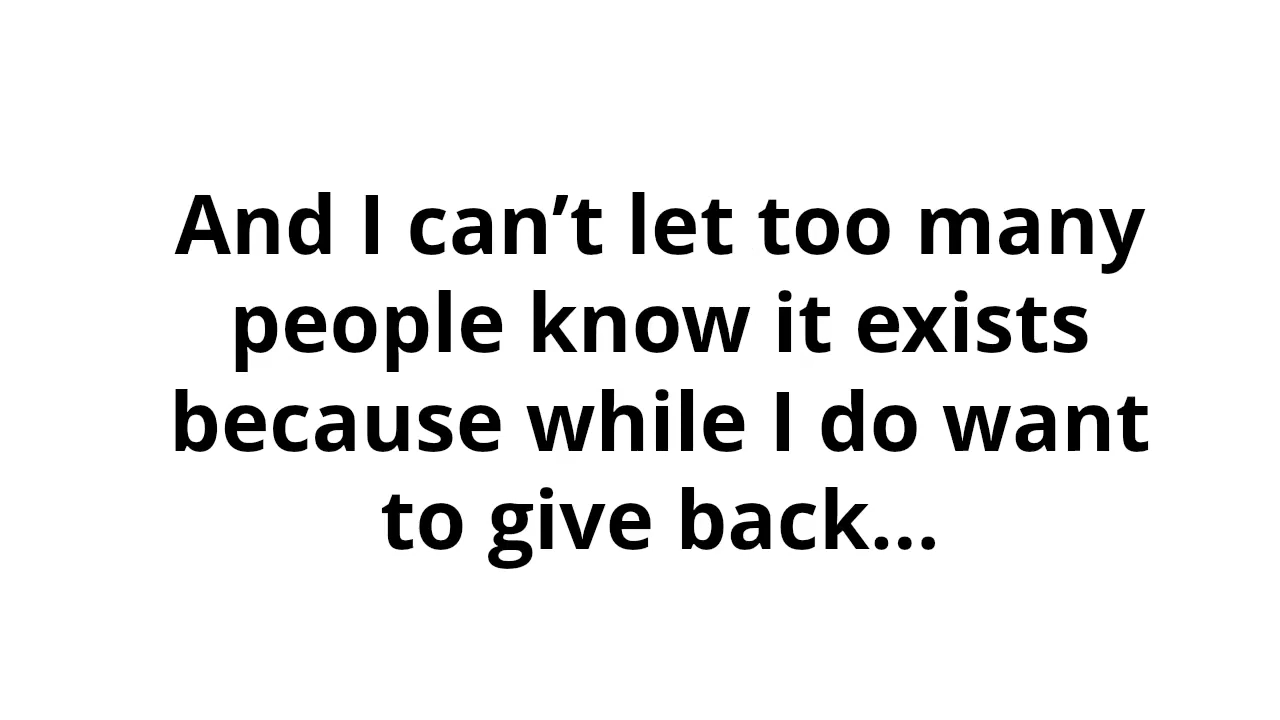 And I can’t let too many
people know it exists
because while I do want
to give back...